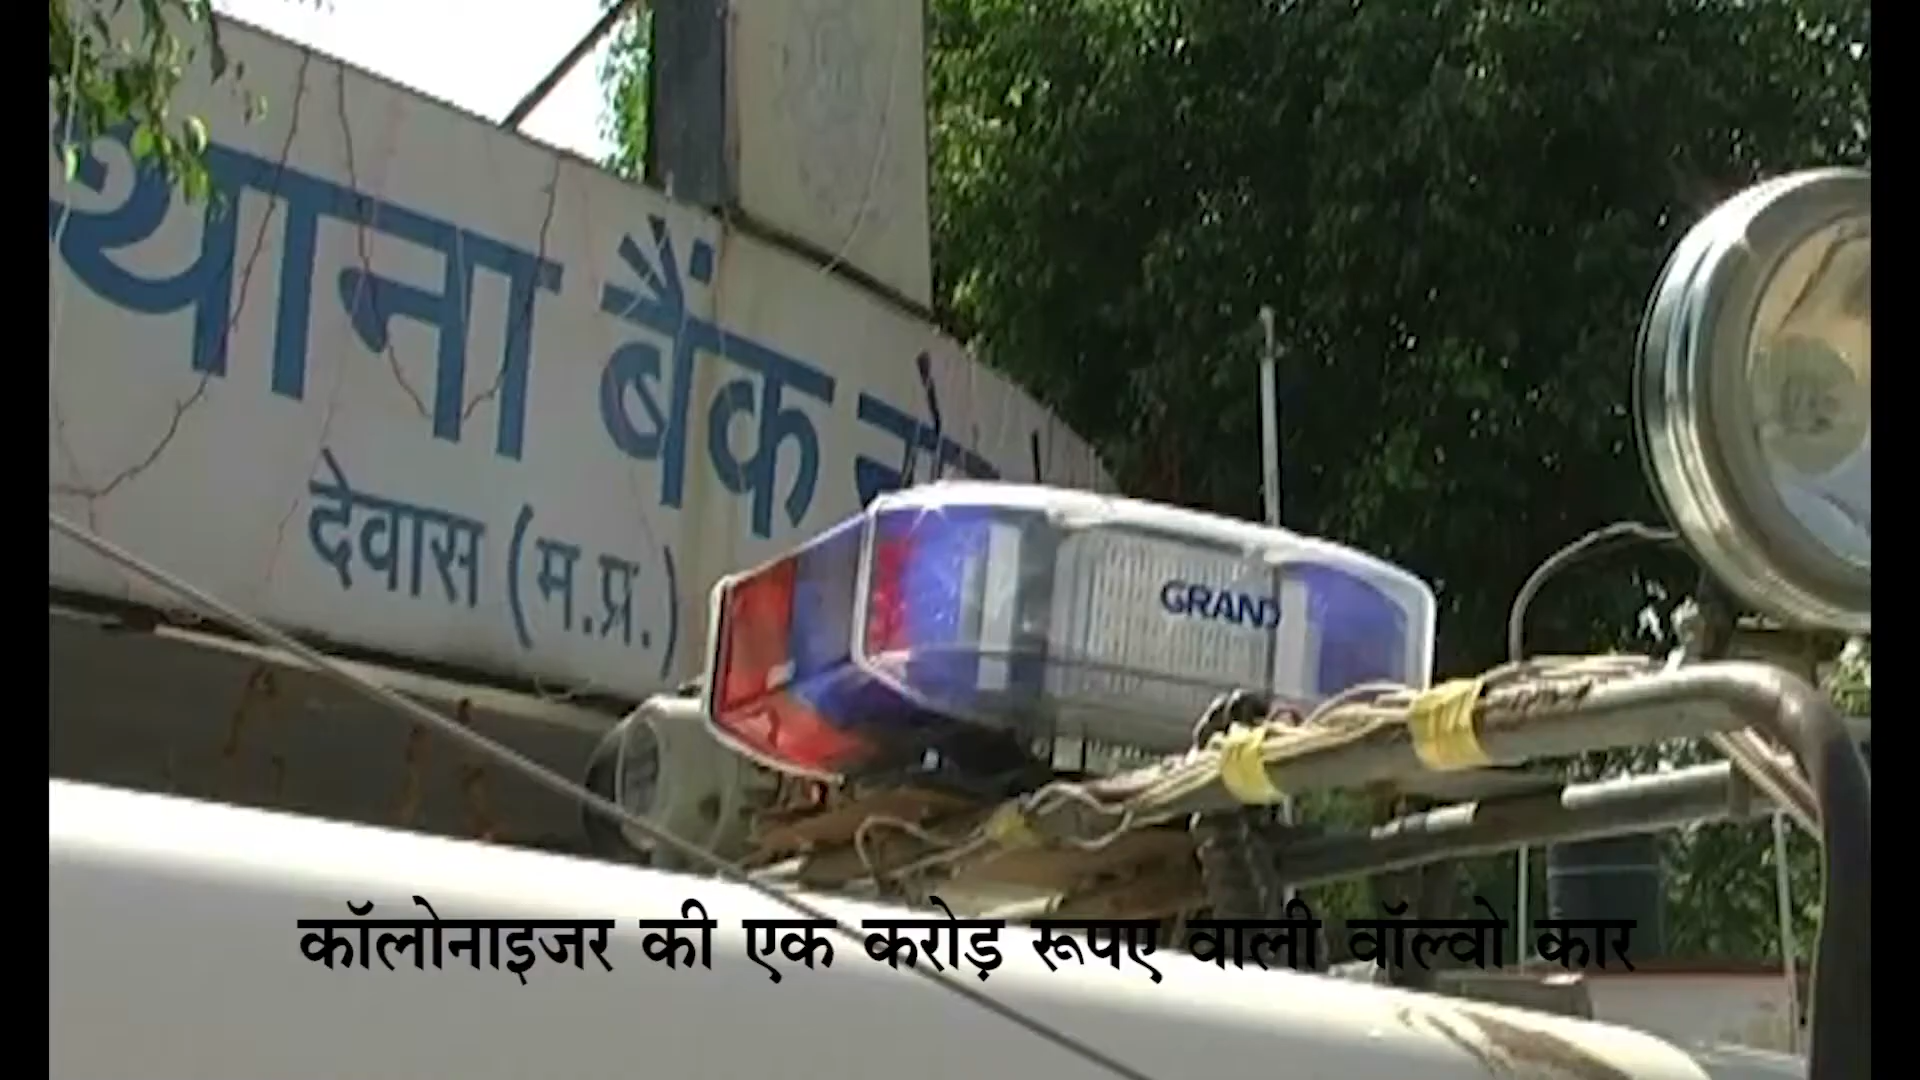 थाना बैंक
देवास (म.प्र.)
GRAND
कॉलोनाइजर की एक करोड़ रूपए वाली वॉल्वो कार